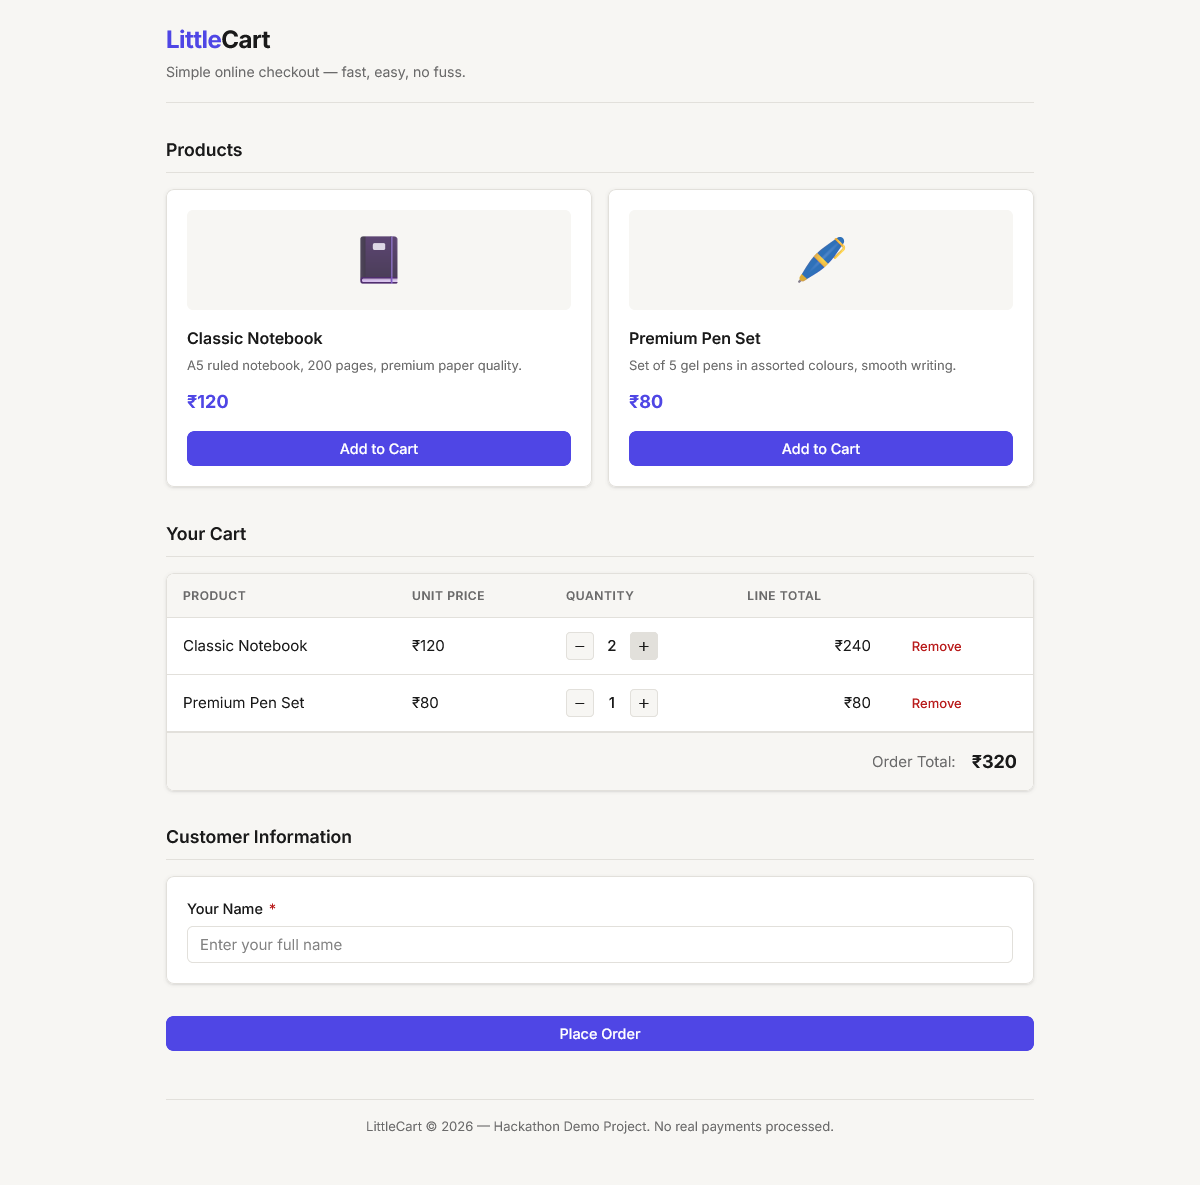 LittleCart
Simple online checkout — fast, easy, no fuss.
Products
Classic Notebook
A5 ruled notebook, 200 pages, premium paper quality.
₹120
Add to Cart
Premium Pen Set
Set of 5 gel pens in assorted colours, smooth writing.
₹80
Add to Cart
Your Cart
PRODUCT UNIT PRICE QUANTITY LINE TOTAL
Classic Notebook ₹120 − 2 + ₹240 Remove
Premium Pen Set ₹80 − 1 + ₹80 Remove
Order Total: ₹320
Customer Information
Your Name *
Enter your full name
Place Order
LittleCart © 2026 — Hackathon Demo Project. No real payments processed.